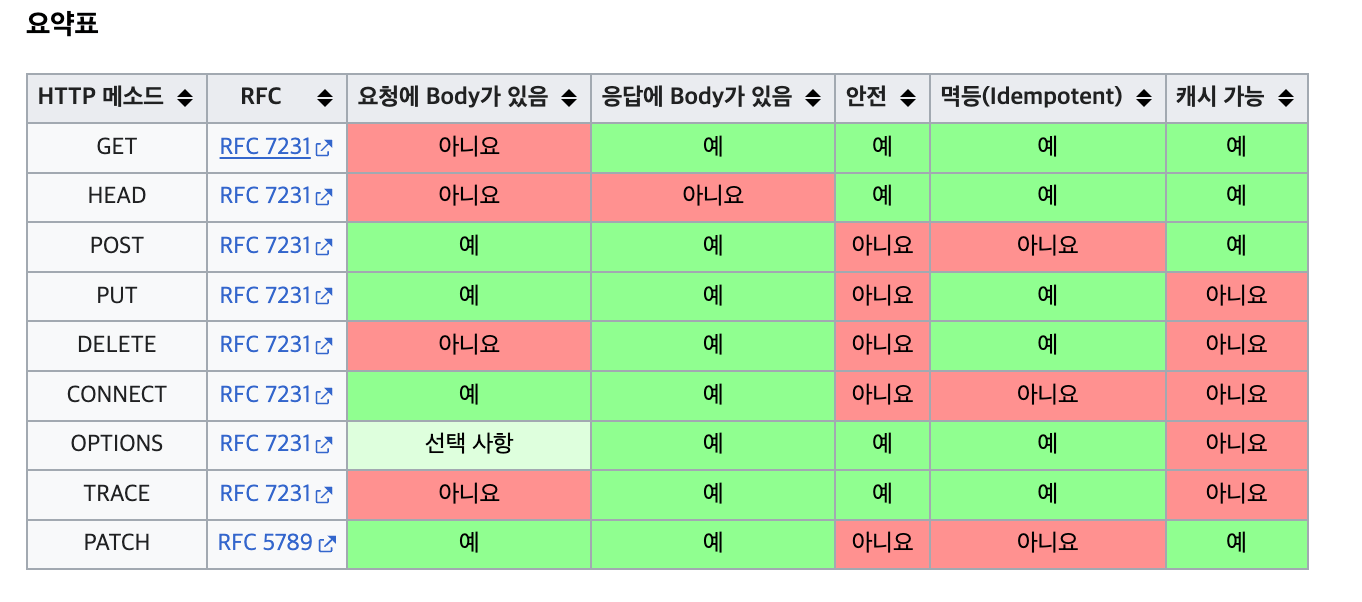 요약표
HTTP 메소드 RFC 요청에 Body가 있음 응답에 Body가 있음 안전 멱등(Idempotent) 캐시 가능
GET RFC 7231 아니요 예 예 예 예
HEAD RFC 7231 아니요 아니요 예 예 예
POST RFC 7231 예 예 아니요 아니요 예
PUT RFC 7231 예 예 아니요 예 아니요
DELETE RFC 7231 아니요 예 아니요 예 아니요
CONNECT RFC 7231 예 예 아니요 아니요 아니요
OPTIONS RFC 7231 선택 사항 예 예 예 아니요
TRACE RFC 7231 아니요 예 예 예 아니요
PATCH RFC 5789 예 예 아니요 아니요 예